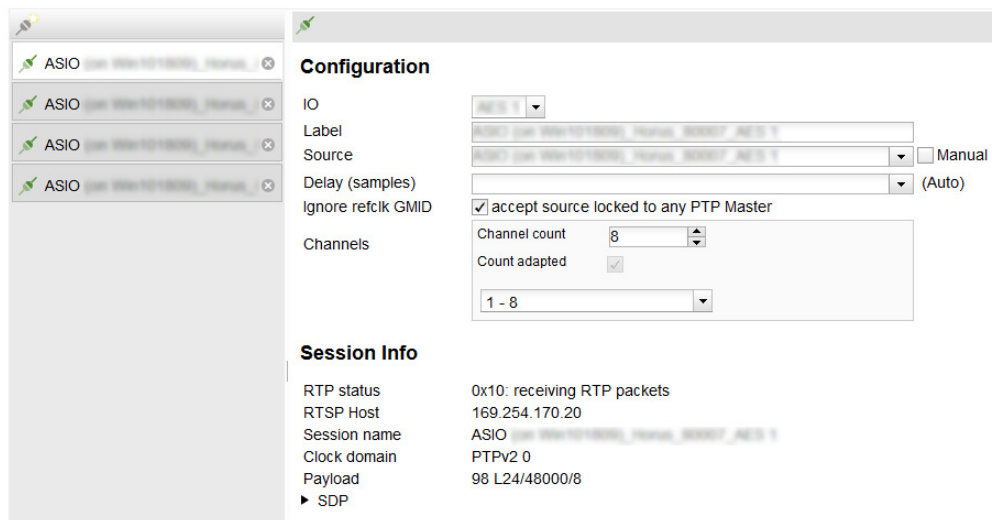 ASIO
ASIO
ASIO
ASIO
Configuration
IO
Label
Source Manual
Delay (samples) (Auto)
Ignore refclk GMID accept source locked to any PTP Master
Channels
Channel count 8
Count adapted
1 - 8
Session Info
RTP status 0x10: receiving RTP packets
RTSP Host 169.254.170.20
Session name ASIO
Clock domain PTPv2 0
Payload 98 L24/48000/8
SDP